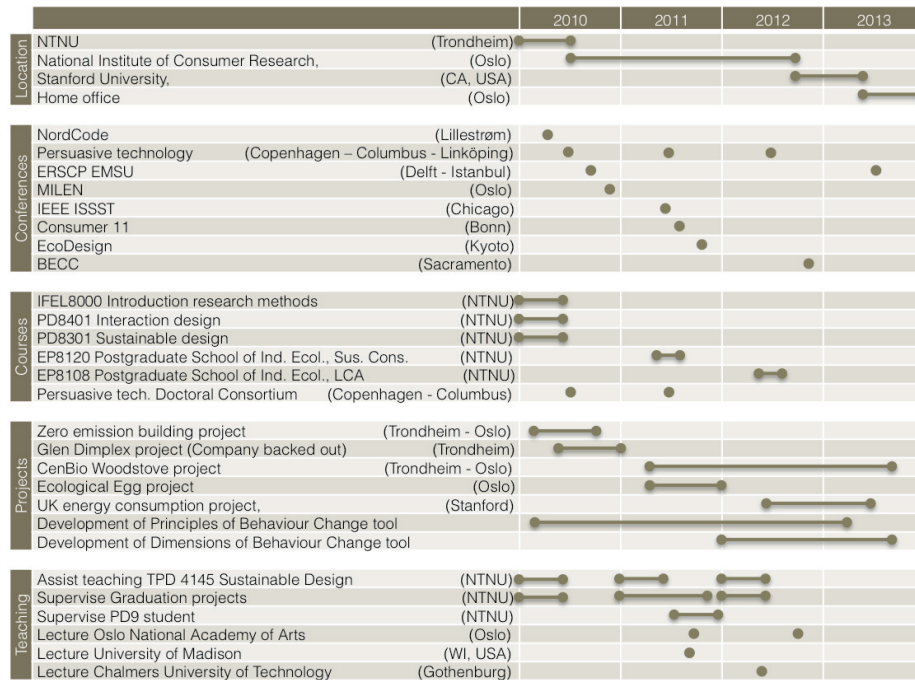 2010 2011 2012 2013
Location
NTNU (Trondheim)
National Institute of Consumer Research, (Oslo)
Stanford University, (CA, USA)
Home office (Oslo)
Conferences
NordCode (Lillestrøm)
Persuasive technology (Copenhagen – Columbus - Linköping)
ERSCP EMSU (Delft - Istanbul)
MILEN (Oslo)
IEEE ISSST (Chicago)
Consumer 11 (Bonn)
EcoDesign (Kyoto)
BECC (Sacramento)
Courses
IFEL8000 Introduction research methods (NTNU)
PD8401 Interaction design (NTNU)
PD8301 Sustainable design (NTNU)
EP8120 Postgraduate School of Ind. Ecol., Sus. Cons. (NTNU)
EP8108 Postgraduate School of Ind. Ecol., LCA (NTNU)
Persuasive tech. Doctoral Consortium (Copenhagen - Columbus)
Projects
Zero emission building project (Trondheim - Oslo)
Glen Dimplex project (Company backed out) (Trondheim)
CenBio Woodstove project (Trondheim - Oslo)
Ecological Egg project (Oslo)
UK energy consumption project, (Stanford)
Development of Principles of Behaviour Change tool
Development of Dimensions of Behaviour Change tool
Teaching
Assist teaching TPD 4145 Sustainable Design (NTNU)
Supervise Graduation projects (NTNU)
Supervise PD9 student (NTNU)
Lecture Oslo National Academy of Arts (Oslo)
Lecture University of Madison (WI, USA)
Lecture Chalmers University of Technology (Gothenburg)